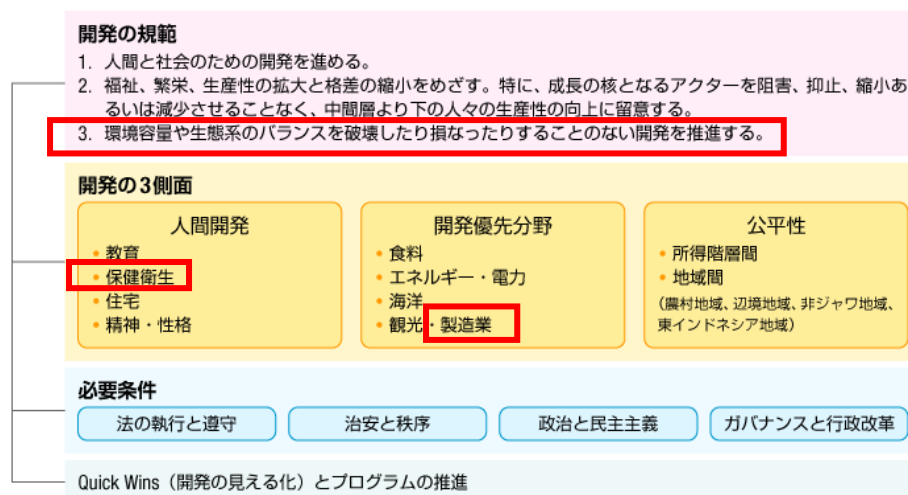 開発の規範
1. 人間と社会のための開発を進める。
2. 福祉、繁栄、生産性の拡大と格差の縮小をめざす。特に、成長の核となるアクターを阻害、抑止、縮小あ
るいは減少させることなく、中間層より下の人々の生産性の向上に留意する。
3. 環境容量や生態系のバランスを破壊したり損なったりすることのない開発を推進する。
開発の3側面
人間開発
• 教育
• 保健衛生
• 住宅
• 精神・性格
開発優先分野
• 食料
• エネルギー・電力
• 海洋
• 観光・製造業
公平性
• 所得階層間
• 地域間
（農村地域、辺境地域、非ジャワ地域、
東インドネシア地域）
必要条件
法の執行と遵守
治安と秩序
政治と民主主義
ガバナンスと行政改革
Quick Wins（開発の見える化）とプログラムの推進